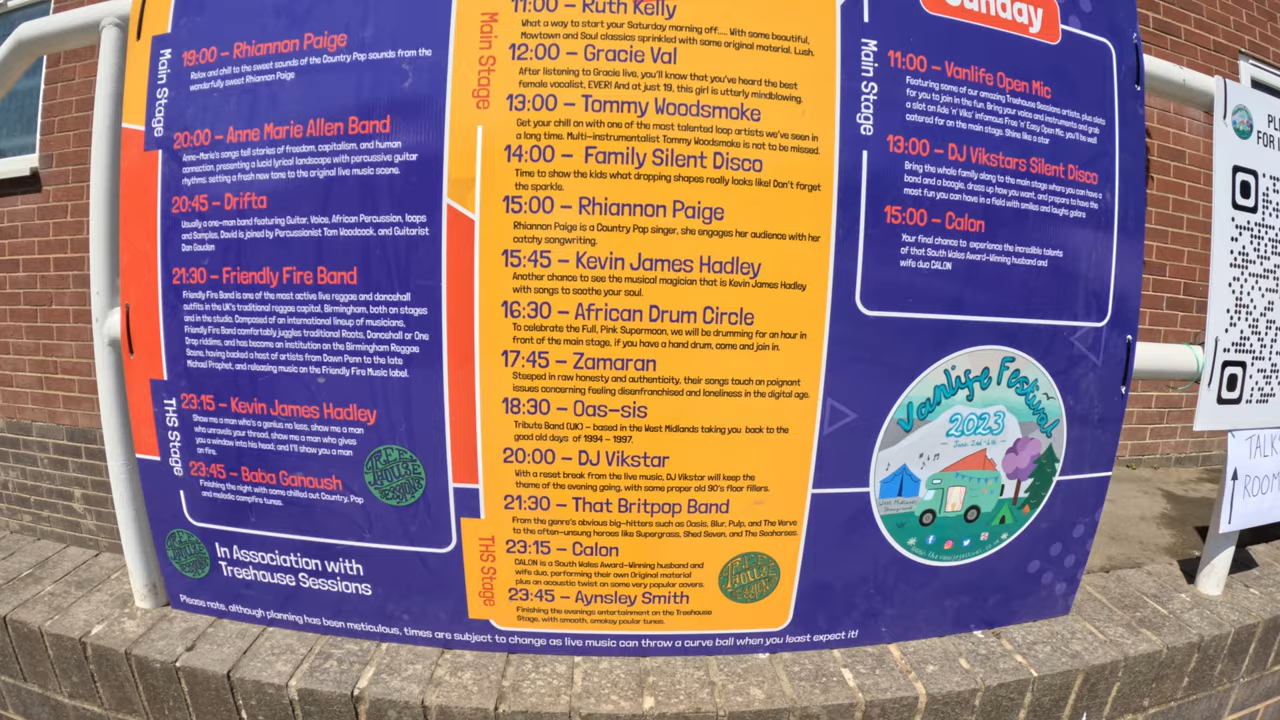 Main Stage
19:00 – Rhiannon Paige
Relax and chill to the sweet sounds of the Country Pop sounds from the
wonderfully sweet Rhiannon Paige
20:00 – Anne Marie Allen Band
Anne-Marie's songs tell stories of freedom, capitalism, and human
connection, presenting a lucid lyrical landscape with percussive guitar
rhythms. setting a fresh new tone to the original live music scene.
20:45 – Drifta
Usually a one-man band featuring Guitar, Voice, African Percussion, loops
and Samples, David is joined by Percussionist Tom Woodcock, and Guitarist
Dan Gauden
21:30 – Friendly Fire Band
Friendly Fire Band is one of the most active live reggae and dancehall
outfits in the UK's traditional reggae capital, Birmingham, both on stages
and in the studio. Composed of an international lineup of musicians,
Friendly Fire Band comfortably juggles traditional Roots, Dancehall or One
Drop riddims, and has become an institution on the Birmingham Reggae
Scene, having backed a host of artists from Dawn Penn to the late
Michael Prophet, and releasing music on the Friendly Fire Music label.
THS Stage
23:15 – Kevin James Hadley
Show me a man who's a genius no less, show me a man
who unravels your thread, show me a man who gives
you a window into his head; and I'll show you a man
on fire.
23:45 – Baba Ganoush
Finishing the night with some chilled out Country, Pop
and melodic campfire tunes.
TREE
HOUSE
SESSIONS
In Association with
Treehouse Sessions
Main Stage
11:00 – Ruth Kelly
What a way to start your Saturday morning off..... With some beautiful,
Mowtown and Soul classics sprinkled with some original material. Lush.
12:00 – Gracie Val
After listening to Gracie live, you'll know that you've heard the best
female vocalist, EVER! And at just 19, this girl is utterly mindblowing.
13:00 – Tommy Woodsmoke
Get your chill on with one of the most talented loop artists we've seen in
a long time. Multi-instrumentalist Tommy Woodsmoke is not to be missed.
14:00 – Family Silent Disco
Time to show the kids what dropping shapes really looks like! Don't forget
the sparkle.
15:00 – Rhiannon Paige
Rhiannon Paige is a Country Pop singer, she engages her audience with her
catchy songwriting.
15:45 – Kevin James Hadley
Another chance to see the musical magician that is Kevin James Hadley
with songs to soothe your soul.
16:30 – African Drum Circle
To celebrate the Full, Pink Supermoon, we will be drumming for an hour in
front of the main stage, if you have a hand drum, come and join in.
17:45 – Zamaran
Steeped in raw honesty and authenticity, their songs touch on poignant
issues concerning feeling disenfranchised and loneliness in the digital age.
18:30 – Oas-sis
Tribute Band (UK) – based in the West Midlands taking you back to the
good old days of 1994 – 1997.
20:00 – DJ Vikstar
With a reset break from the live music, DJ Vikstar will keep the
theme of the evening going, with some proper old 90's floor fillers.
21:30 – That Britpop Band
From the genre's obvious big-hitters such as Oasis, Blur, Pulp, and The Verve
to the often-unsung heroes like Supergrass, Shed Seven, and The Seahorses.
THS Stage
23:15 – Calon
CALON is a South Wales Award-Winning husband and
wife duo, performing their own Original material
plus an acoustic twist on some very popular covers.
23:45 – Aynsley Smith
Finishing the evenings entertainment on the Treehouse
Stage, with smooth, smokey poular tunes.
TREE
HOUSE
SESSIONS
Sunday
Main Stage
11:00 – Vanlife Open Mic
Featuring some of our amazing Treehouse Sessions artists, plus slots
for you to join in the fun. Bring your voice and instruments and grab
a slot on Ade 'n' Viks' infamous Free 'n' Easy Open Mic you'll be well
catered for on the main stage. Shine like a star
13:00 – DJ Vikstars Silent Disco
Bring the whole family along to the main stage where you can have a
band and a boogie, dress up how you want, and prepare to have the
most fun you can have in a field with smiles and laughs galore
15:00 – Calon
Your final chance to experience the incredible talents
of that South Wales Award-Winning husband and
wife duo CALON
Vanlife Festival
2023
June 2nd-4th
West Midlands
Showground
Please note, although planning has been meticulous, times are subject to change as live music can throw a curve ball when you least expect it!
TALK
ROOM